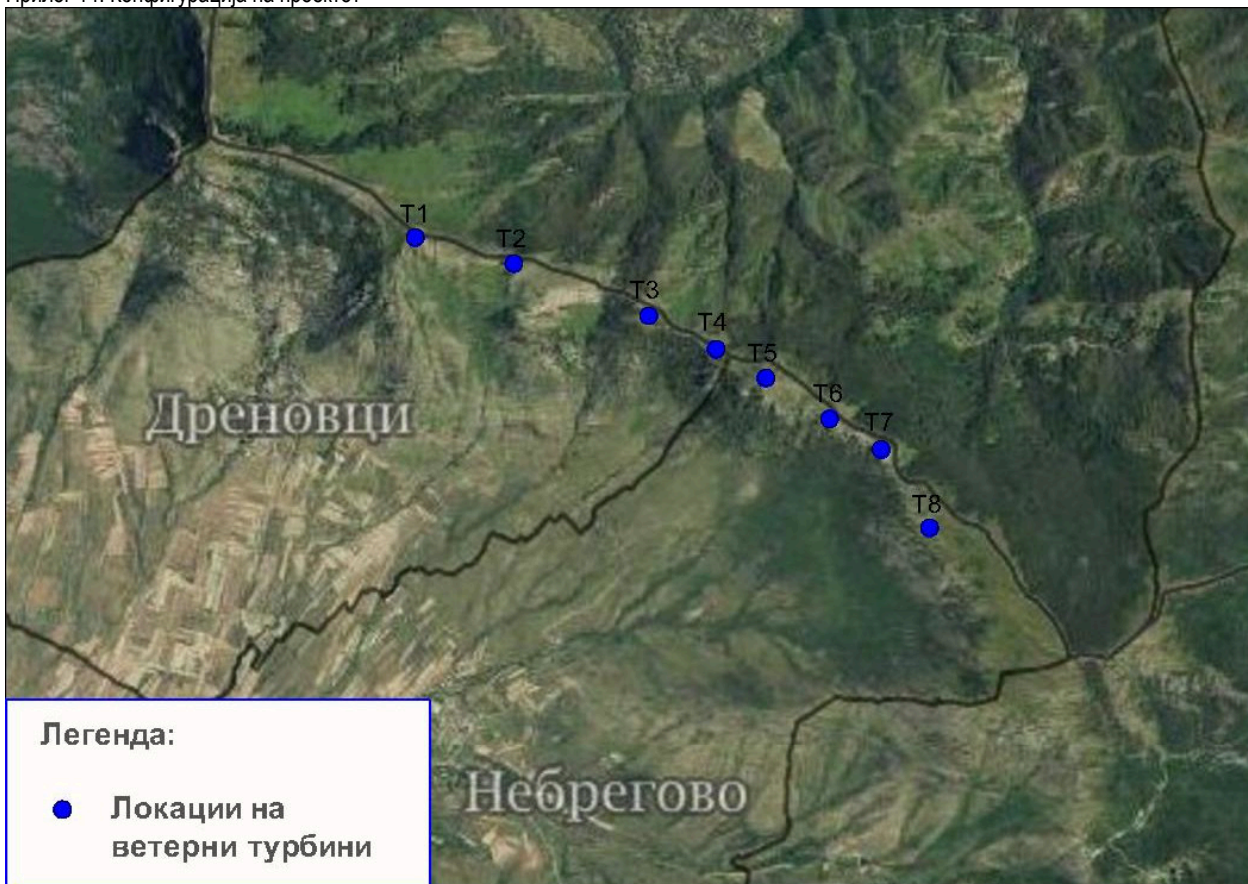 T1
T2
T3
T4
T5
T6
T7
T8
Дреновци
Небрегово
Легенда:
Локации на
ветерни турбини